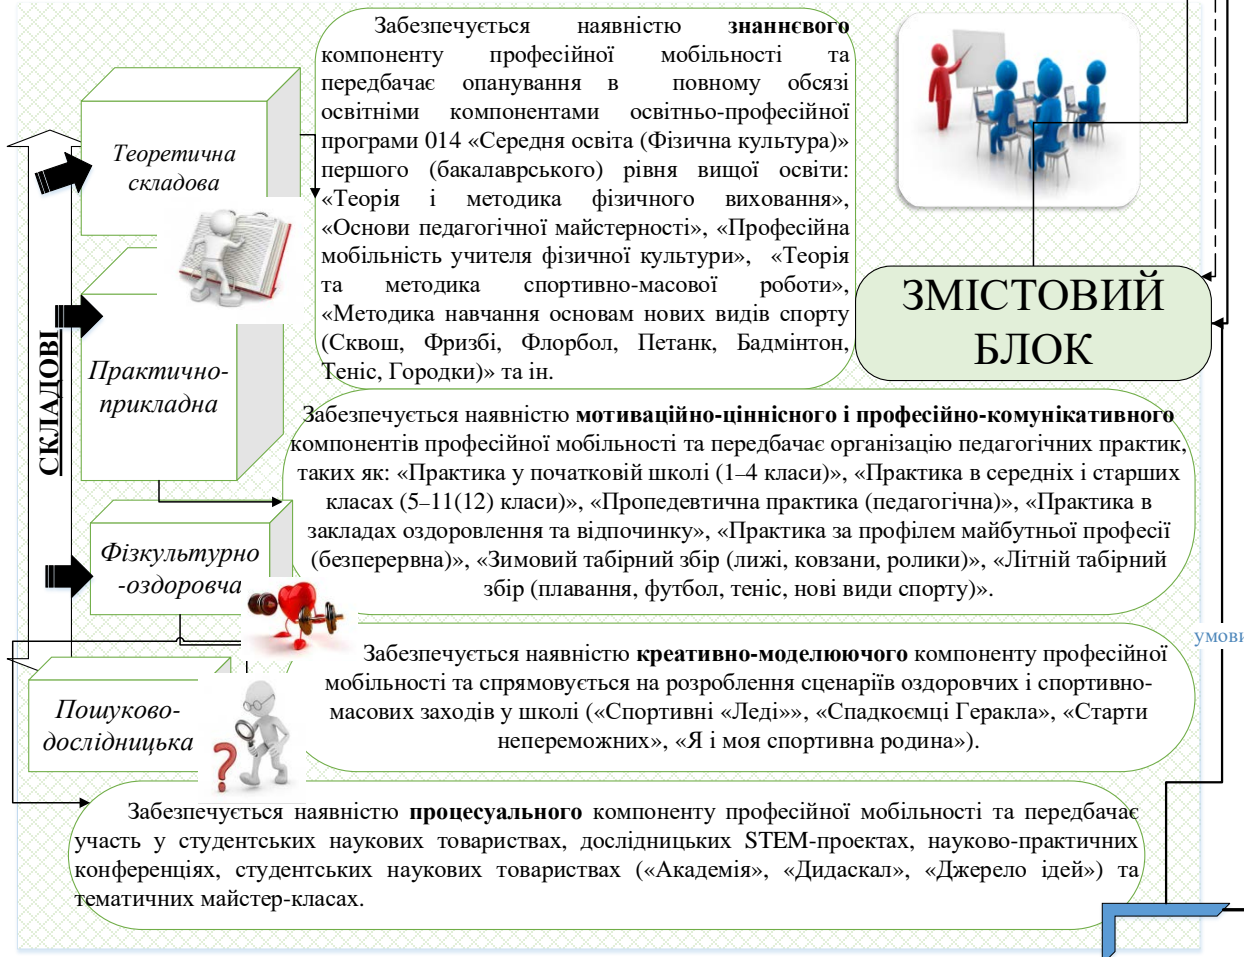 Забезпечується наявністю знаннєвого
компоненту професійної мобільності та
передбачає опанування в повному обсязі
освітніми компонентами освітньо-професійної
програми 014 «Середня освіта (Фізична культура)»
першого (бакалаврського) рівня вищої освіти:
«Теорія і методика фізичного виховання»,
«Основи педагогічної майстерності», «Професійна
мобільність учителя фізичної культури», «Теорія
та методика спортивно-масової роботи»,
«Методика навчання основам нових видів спорту
(Сквош, Фризбі, Флорбол, Петанк, Бадмінтон,
Теніс, Городки)» та ін.
ЗМІСТОВИЙ
БЛОК
СКЛАДОВІ
Теоретична
складова
Практично-
прикладна
Забезпечується наявністю мотиваційно-ціннісного і професійно-комунікативного
компонентів професійної мобільності та передбачає організацію педагогічних практик,
таких як: «Практика у початковій школі (1–4 класи)», «Практика в середніх і старших
класах (5–11(12) класи)», «Пропедевтична практика (педагогічна)», «Практика в
закладах оздоровлення та відпочинку», «Практика за профілем майбутньої професії
(безперервна)», «Зимовий табірний збір (лижі, ковзани, ролики)», «Літній табірний
збір (плавання, футбол, теніс, нові види спорту)».
Фізкультурно
-оздоровча
умови
Забезпечується наявністю креативно-моделюючого компоненту професійної
мобільності та спрямовується на розроблення сценаріїв оздоровчих і спортивно-
масових заходів у школі («Спортивні «Леді»», «Спадкоємці Геракла», «Старти
непереможних», «Я і моя спортивна родина»).
Пошуково-
дослідницька
Забезпечується наявністю процесуального компоненту професійної мобільності та передбачає
участь у студентських наукових товариствах, дослідницьких STEM-проектах, науково-практичних
конференціях, студентських наукових товариствах («Академія», «Дидаскал», «Джерело ідей») та
тематичних майстер-класах.